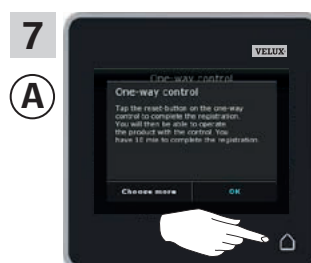 7
VELUX
A
One-way control
One-way control
Tap the reset-button on the one-way
control to complete the registration.
You will then be able to operate
the product with the control. You
have 10 min to complete the registration.
Choose more OK